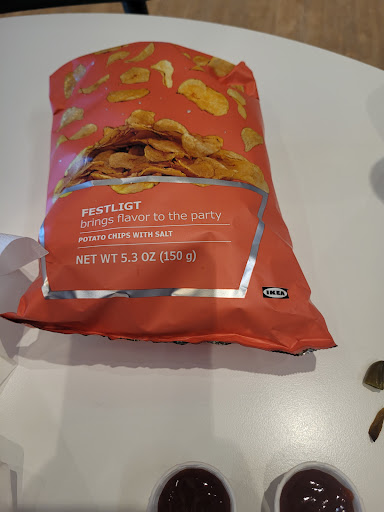 FESTLIGT
brings flavor to the party
POTATO CHIPS WITH SALT
NET WT 5.3 OZ (150 g)
IKEA